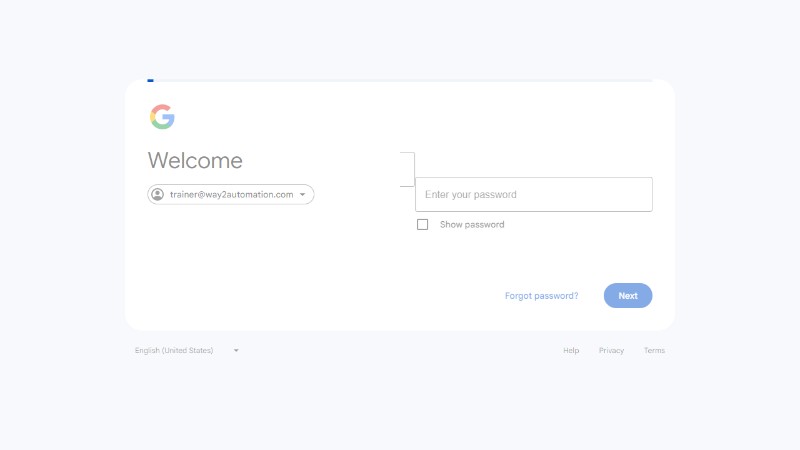 Welcome
trainer@way2automation.com
Enter your password
Show password
Forgot password?
Next
English (United States)
Help
Privacy
Terms